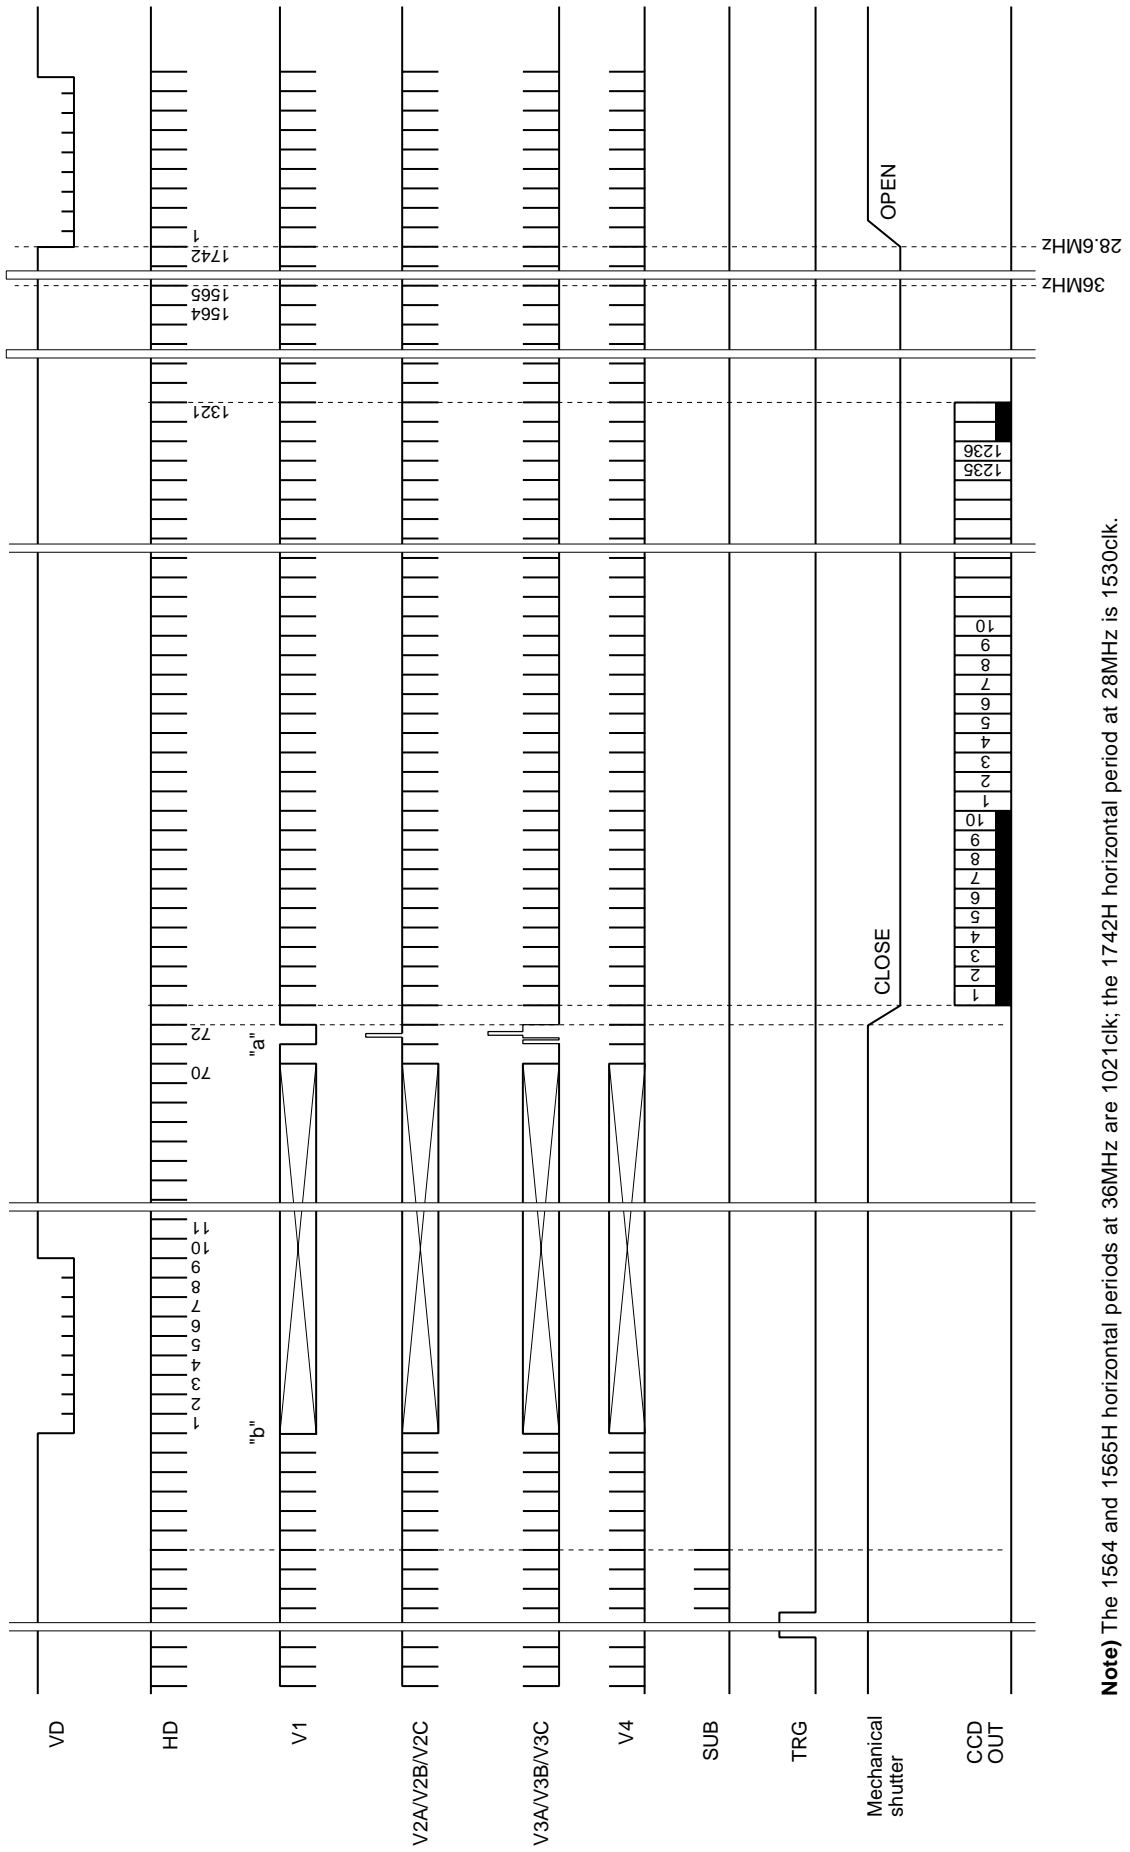 VD
HD
1
2
3
4
5
6
7
8
9
10
11
70
72
1321
1564
1565
1742
1
"b"
"a"
V1
V2A/V2B/V2C
V3A/V3B/V3C
V4
SUB
TRG
Mechanical
shutter
CLOSE
OPEN
CCD
OUT
1
2
3
4
5
6
7
8
9
10
1
2
3
4
5
6
7
8
9
10
1235
1236
36MHz
28.6MHz
Note) The 1564 and 1565H horizontal periods at 36MHz are 1021clk; the 1742H horizontal period at 28MHz is 1530clk.